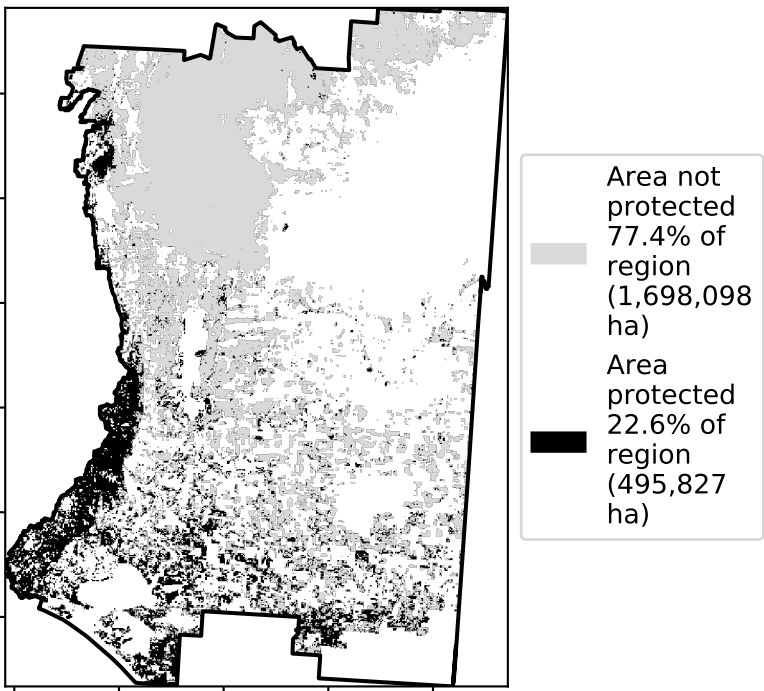 Area not
protected
77.4% of
region
(1,698,098
ha)
Area
protected
22.6% of
region
(495,827
ha)